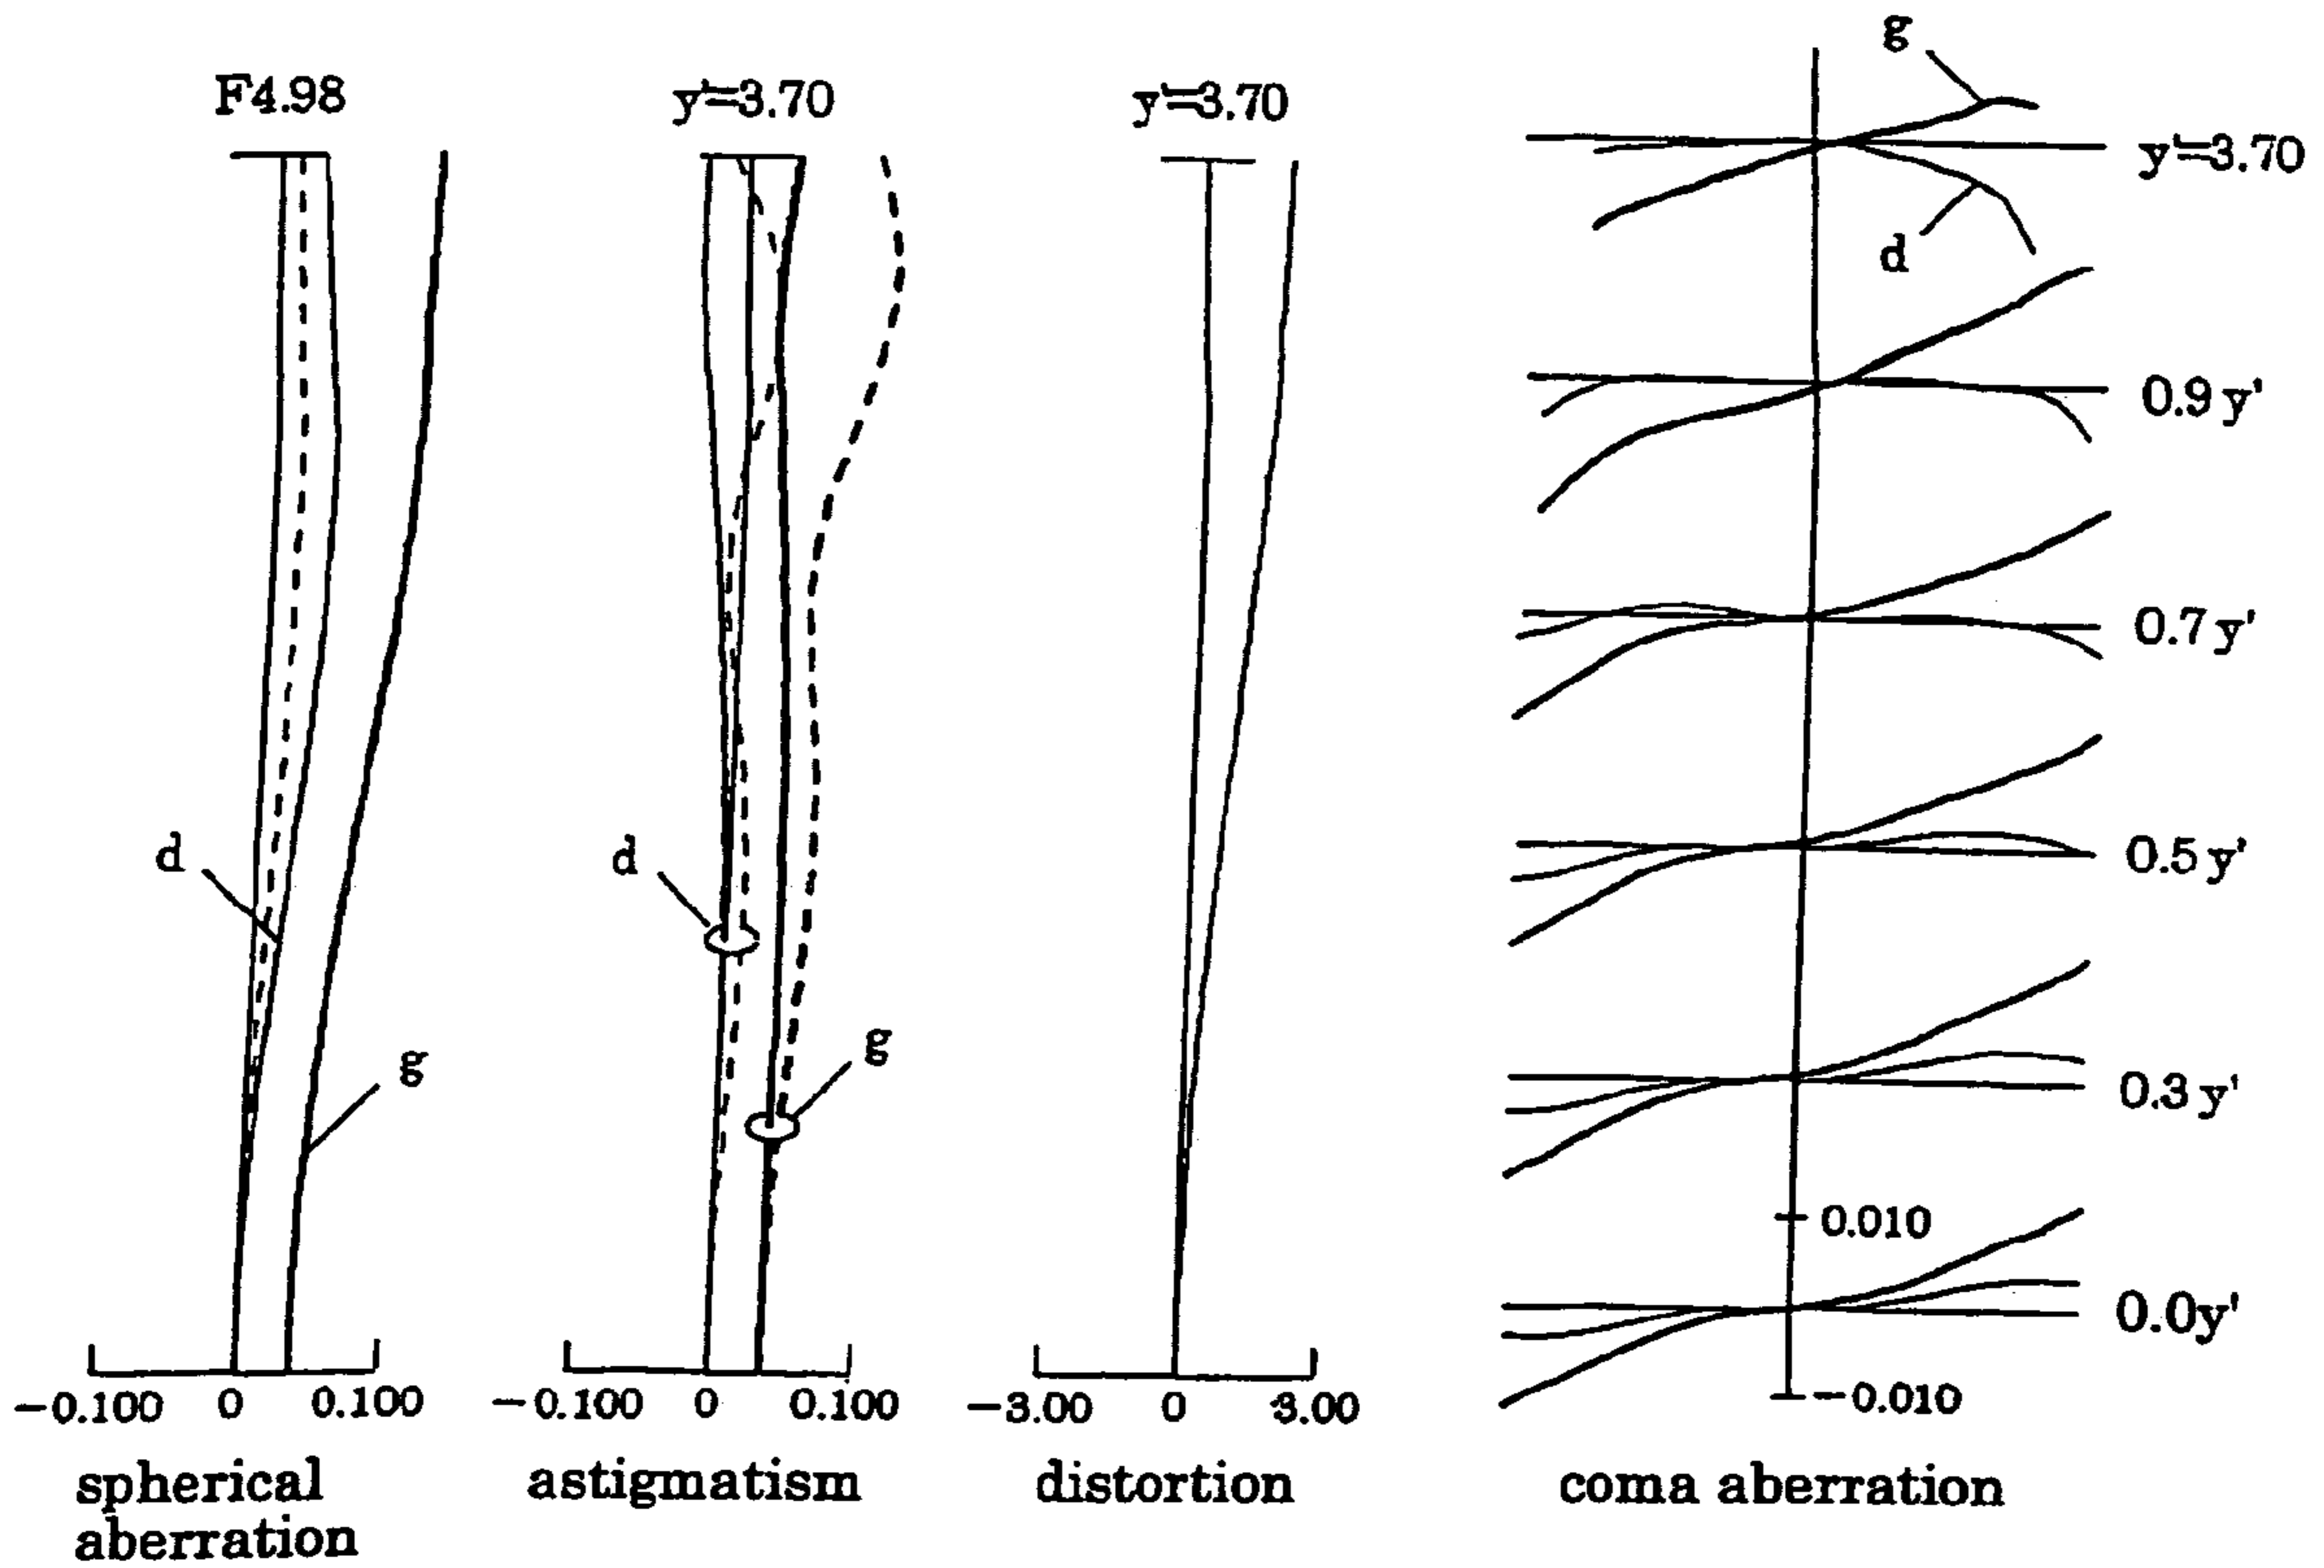 F4.98
d
g
−0.100 0 0.100
spherical
aberration
y'=3.70
d
g
−0.100 0 0.100
astigmatism
y'=3.70
−3.00 0 3.00
distortion
g
y'=3.70
d
0.9 y'
0.7 y'
0.5 y'
0.3 y'
0.010
0.0y'
−0.010
coma aberration